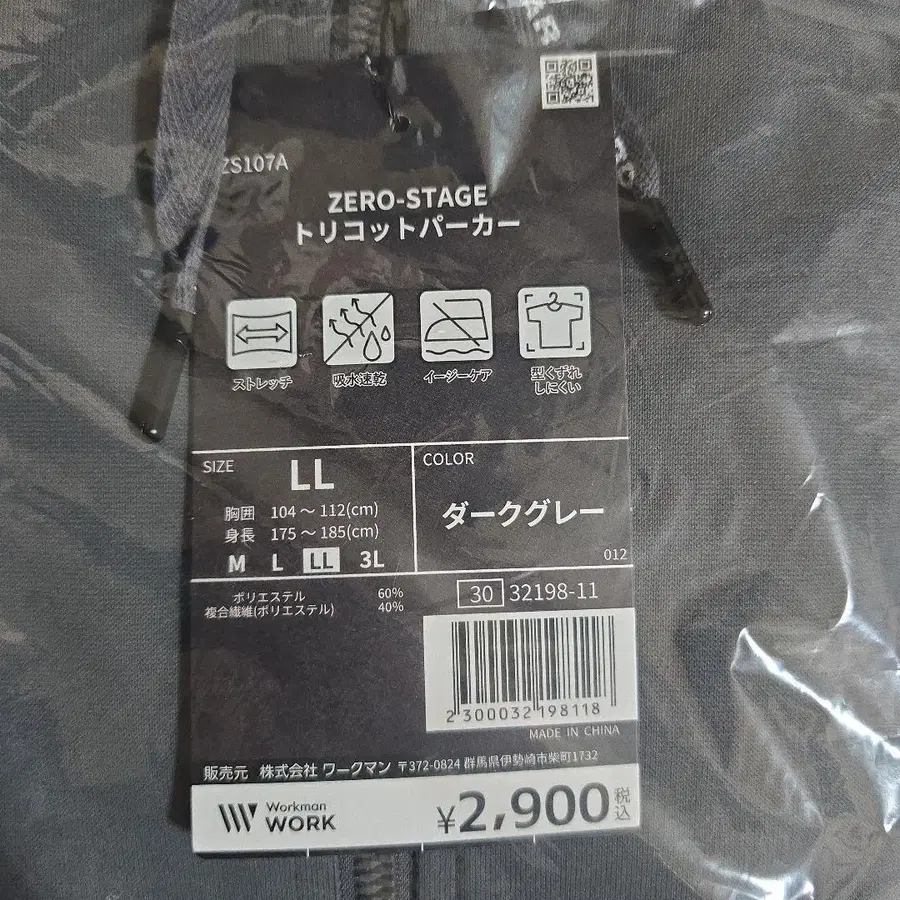 ZS107A
ZERO-STAGE
トリコットパーカー
ストレッチ
吸水速乾
イージーケア
型くずれ
しにくい
SIZE
LL
胸囲 104～112(cm)
身長 175～185(cm)
M L LL 3L
COLOR
ダークグレー
012
ポリエステル 60%
複合繊維(ポリエステル) 40%
30 32198-11
2 300032 198118
MADE IN CHINA
販売元 株式会社 ワークマン 〒372-0824 群馬県伊勢崎市柴町1732
Workman
WORK
¥2,900 税込